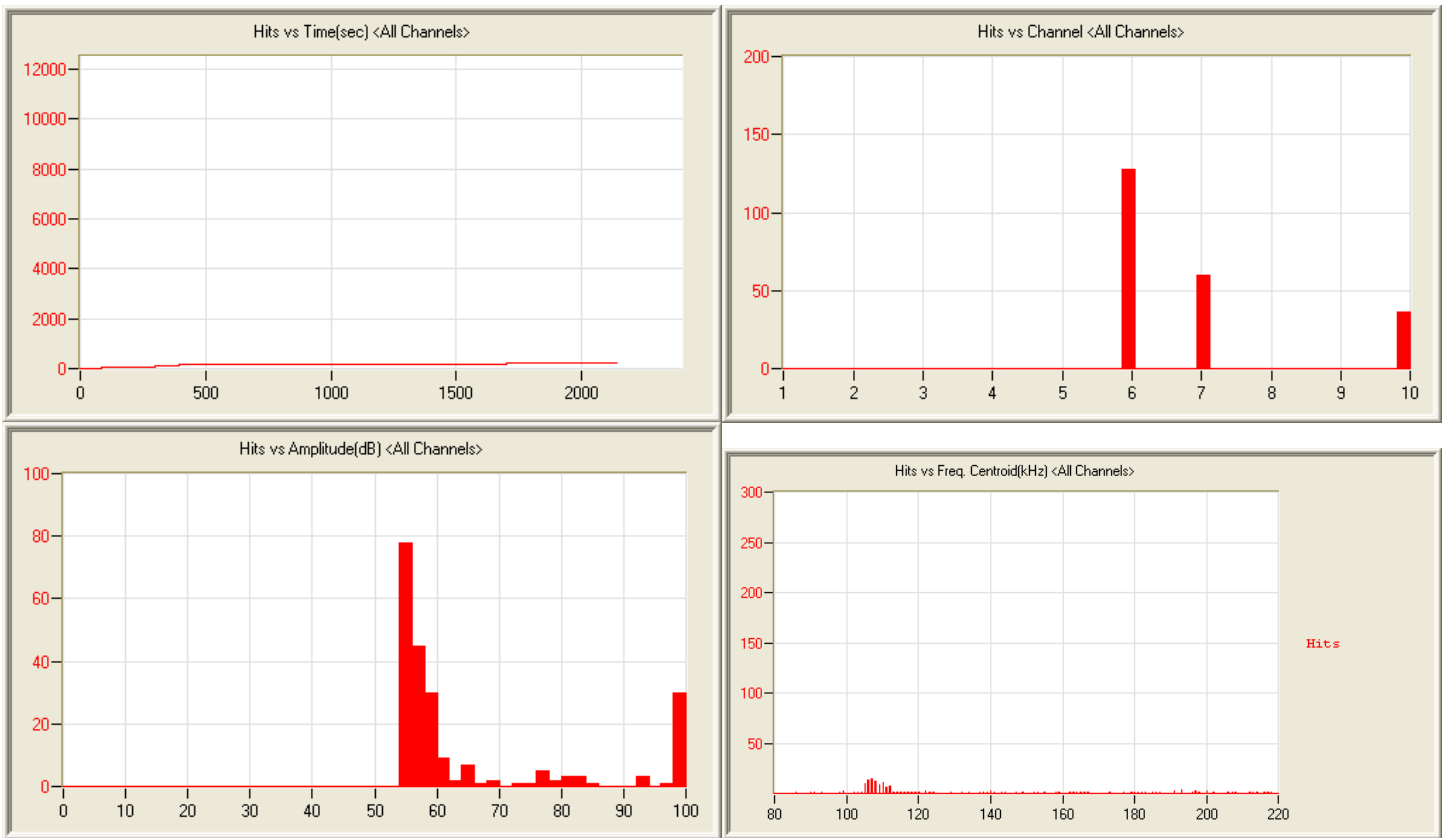 Hits vs Time(sec) <All Channels>
12000
10000
8000
6000
4000
2000
0
0 500 1000 1500 2000
Hits vs Channel <All Channels>
200
150
100
50
0
1 2 3 4 5 6 7 8 9 10
Hits vs Amplitude(dB) <All Channels>
100
80
60
40
20
0
0 10 20 30 40 50 60 70 80 90 100
Hits vs Freq. Centroid(kHz) <All Channels>
300
250
200
150
100
50
80 100 120 140 160 180 200 220
Hits